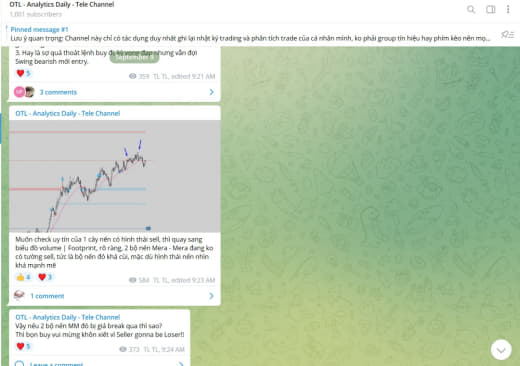 OTL - Analytics Daily - Tele Channel
1,001 subscribers
Pinned message #1
Lưu ý quan trọng: Channel này chỉ có tác dụng duy nhất ghi lại nhật ký trading và phân tích trade của cá nhân mình, ko phải group tín hiệu hay phím kèo nên mọ...
September 9
3. Hay là sợ quá thoát lệnh buy đi, kỳ vọng đạp nhưng vẫn đợi
Swing bearish mới entry.
5
359 TL TL, edited 9:21 AM
3 comments
OTL - Analytics Daily - Tele Channel
Muốn check uy tín của 1 cây nến có hình thái sell, thì quay sang
biểu đồ volume | Footprint, rõ ràng, 2 bộ nến Mera - Mera đang ko
có tướng sell, tức là bộ nến đó khá cùi, mặc dù hình thái nến nhìn
khá mạnh mẽ
4
3
584 TL TL, edited 9:23 AM
1 comment
OTL - Analytics Daily - Tele Channel
Vậy nếu 2 bộ nến MM đó bị giá break qua thì sao?
Thì bọn buy vui mừng khôn xiết vì Seller gonna be Loser!!
5
373 TL TL, 9:24 AM
Leave a comment